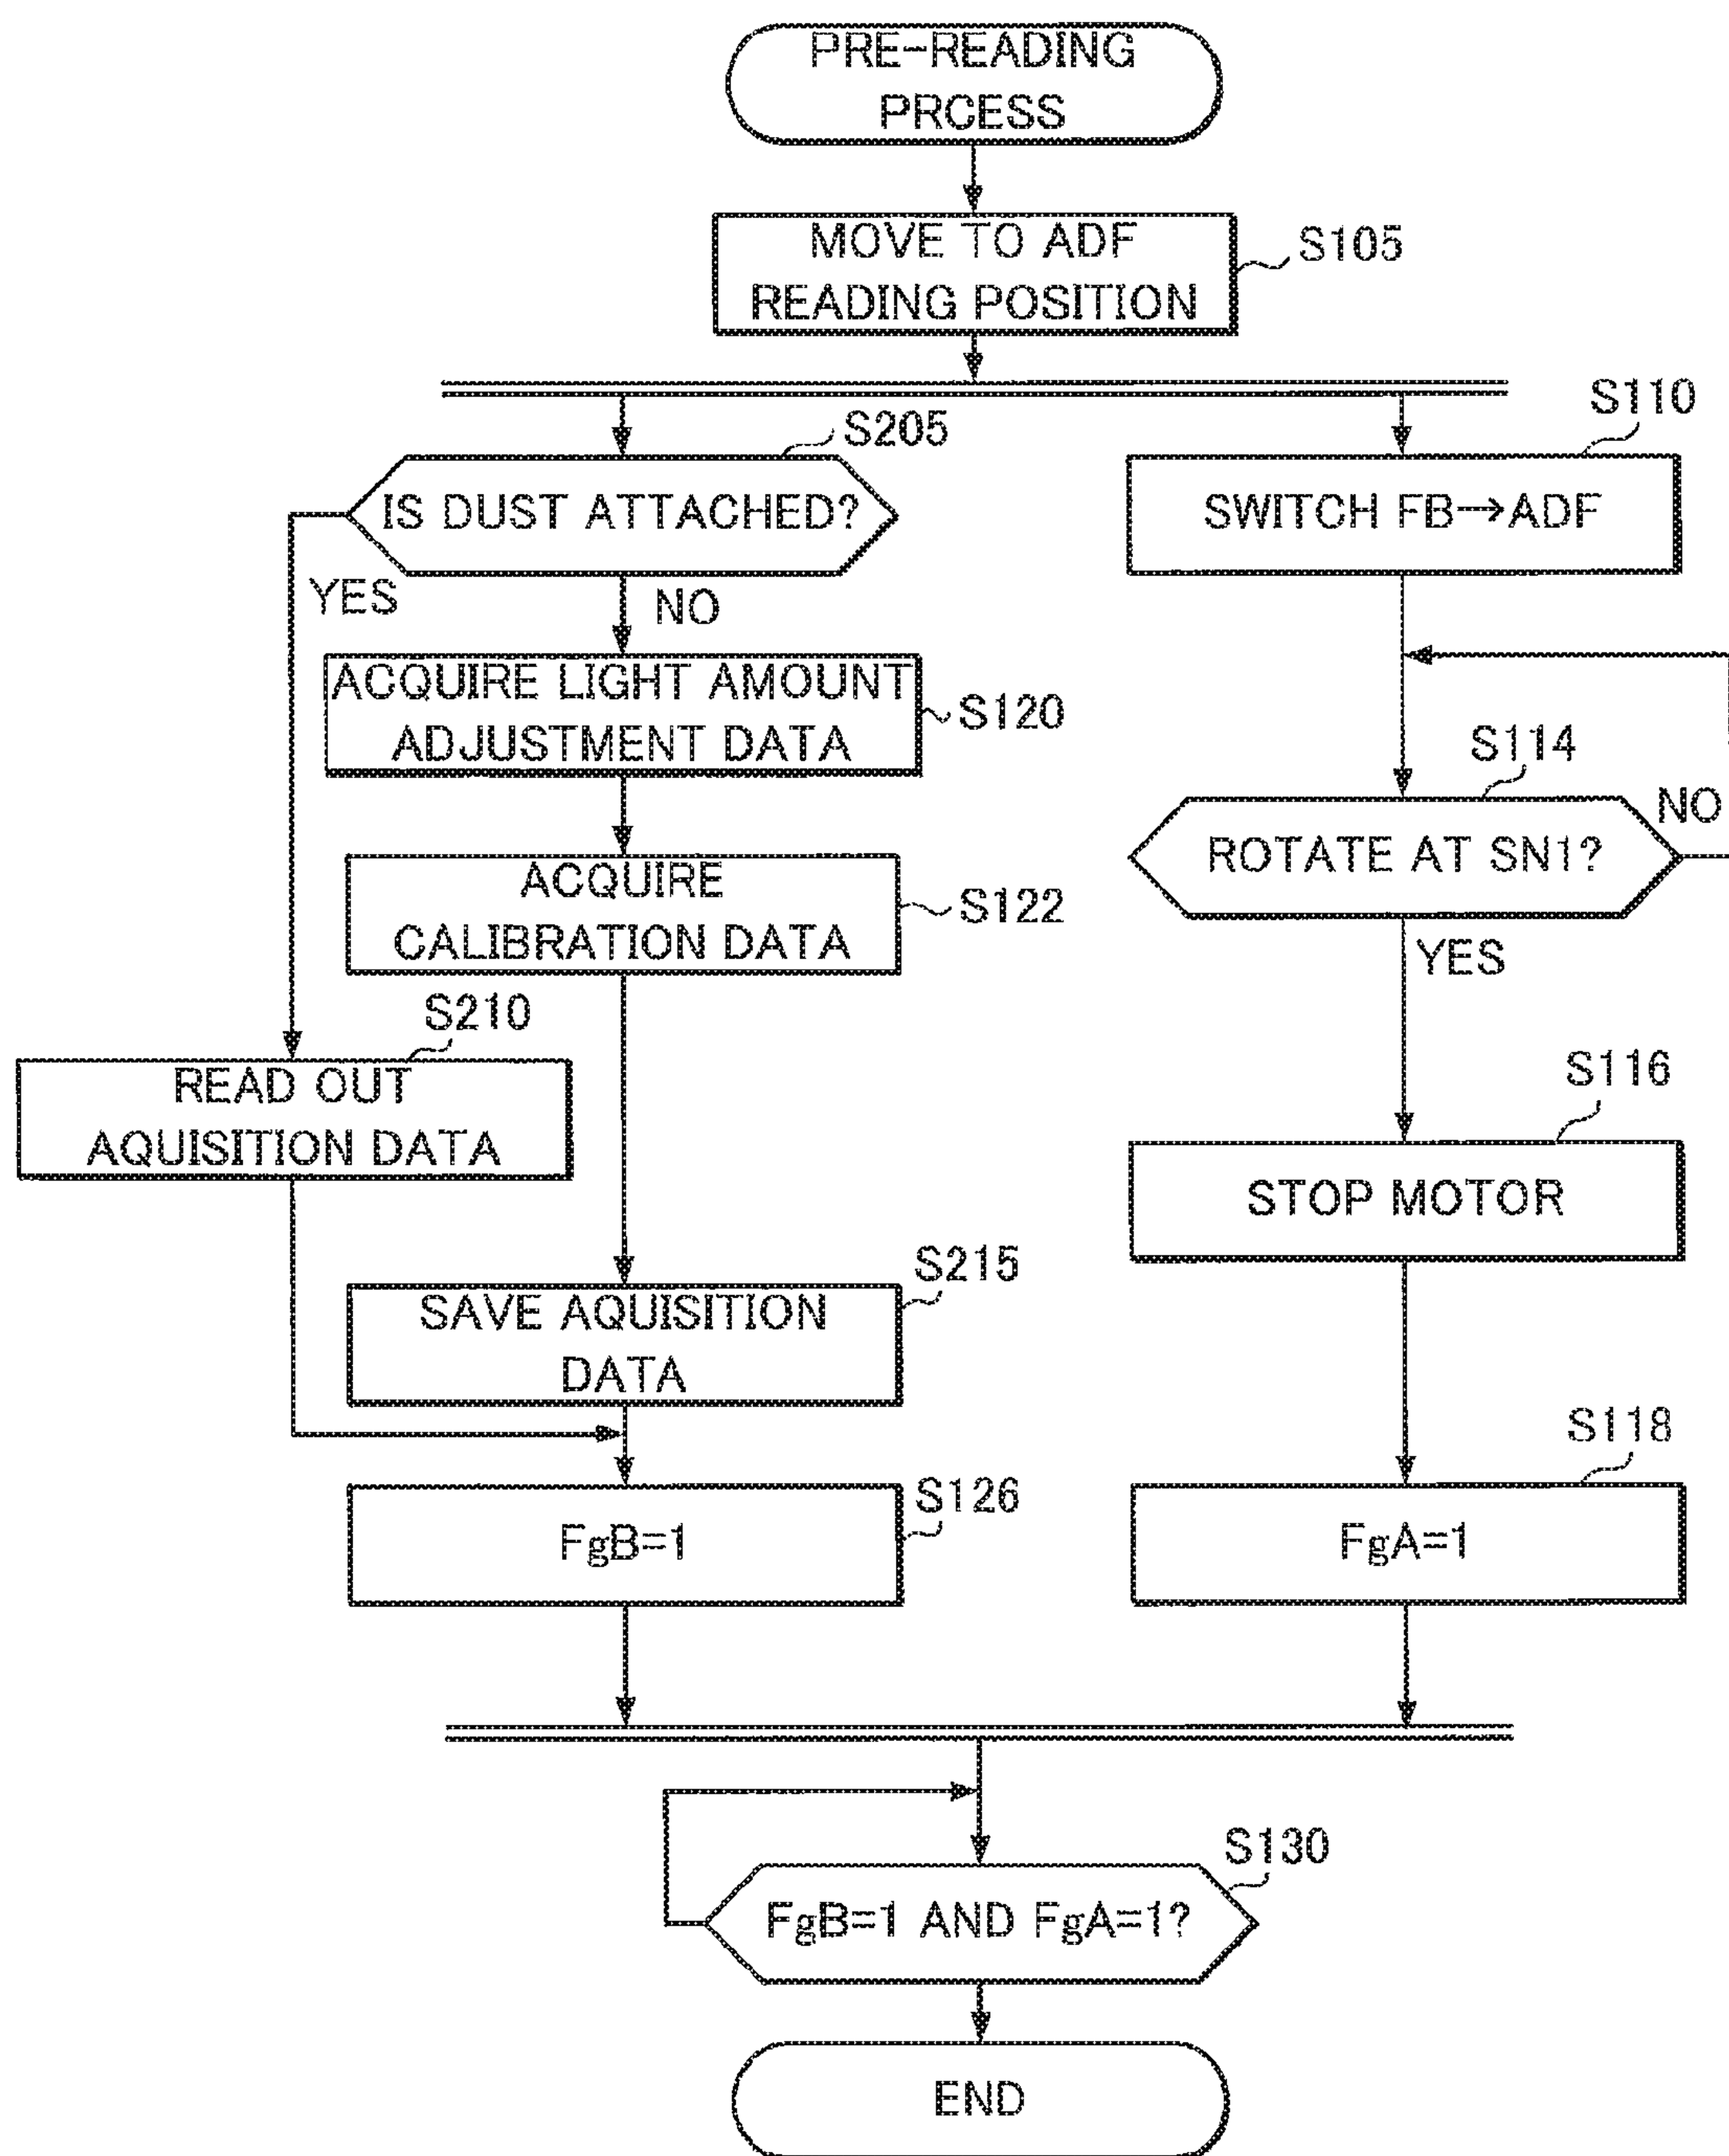 PRE-READING
PRCESS
MOVE TO ADF
READING POSITION
S105
S110
S205
IS DUST ATTACHED?
SWITCH FB→ADF
YES
NO
ACQUIRE LIGHT AMOUNT
ADJUSTMENT DATA
S120
S114
NO
ROTATE AT SN1?
ACQUIRE
CALIBRATION DATA
S122
YES
S210
READ OUT
AQUISITION DATA
S116
STOP MOTOR
S215
SAVE AQUISITION
DATA
S118
S126
FgB=1
FgA=1
S130
FgB=1 AND FgA=1?
END